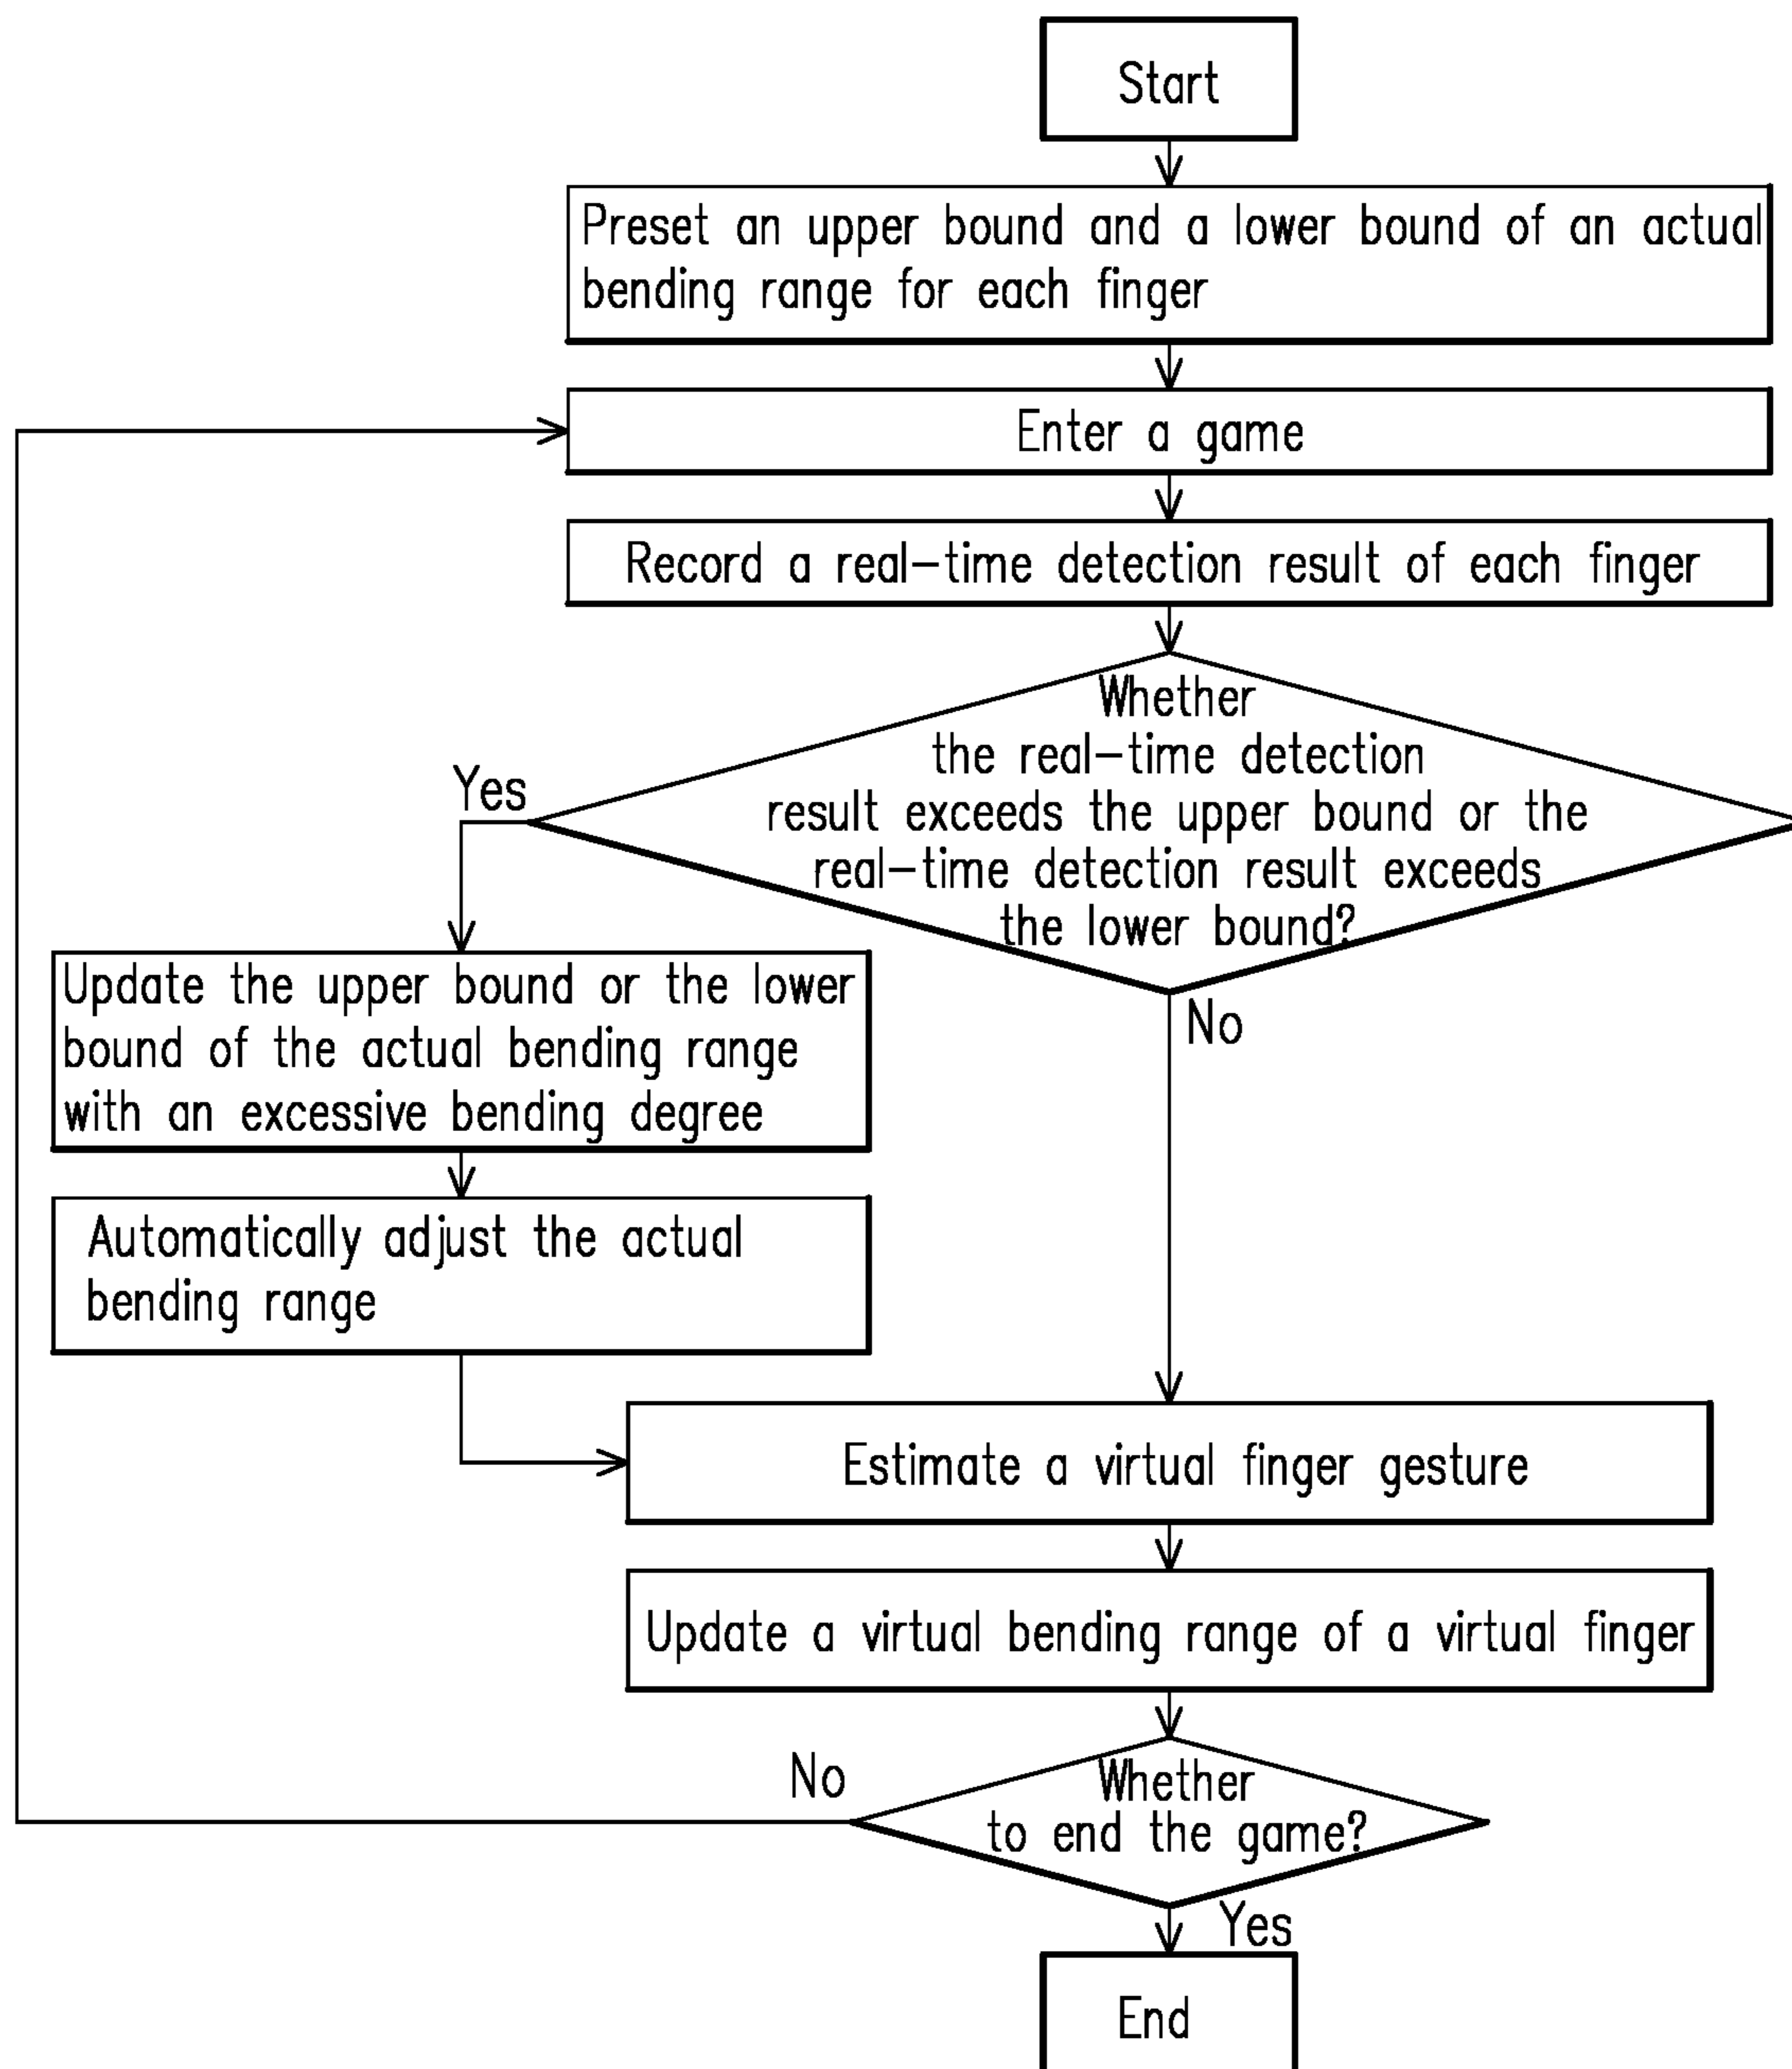 Start
Preset an upper bound and a lower bound of an actual
bending range for each finger
Enter a game
Record a real-time detection result of each finger
Whether
the real-time detection
result exceeds the upper bound or the
real-time detection result exceeds
the lower bound?
Yes
No
Update the upper bound or the lower
bound of the actual bending range
with an excessive bending degree
Automatically adjust the actual
bending range
Estimate a virtual finger gesture
Update a virtual bending range of a virtual finger
Whether
to end the game?
No
Yes
End